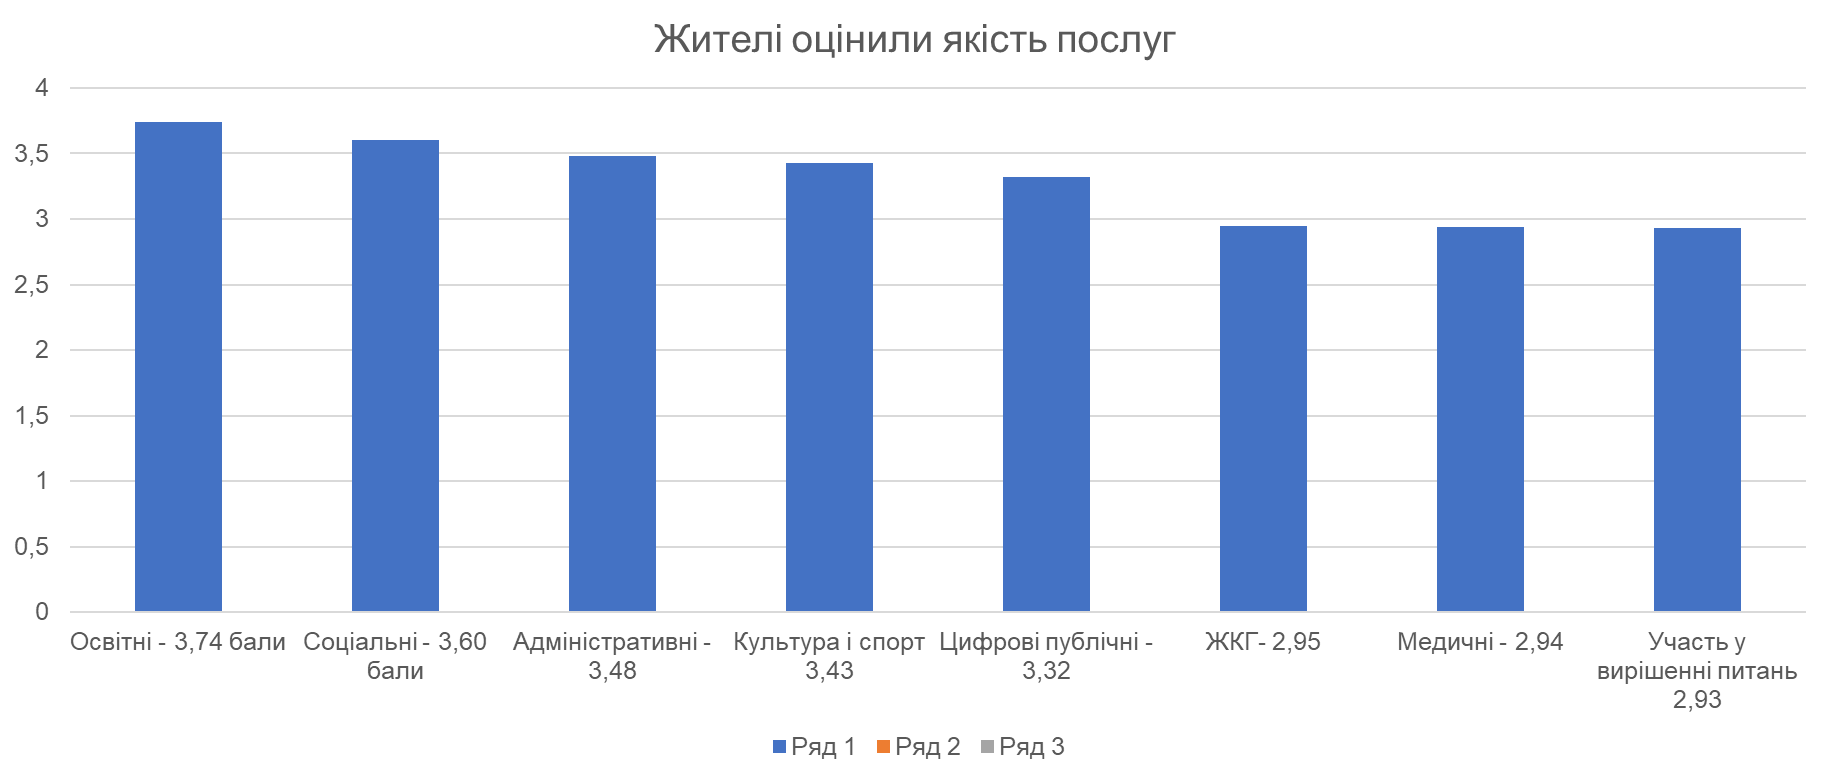 Жителі оцінили якість послуг
4
3,5
3
2,5
2
1,5
1
0,5
0
Освітні - 3,74 бали
Соціальні - 3,60
бали
Адміністративні -
3,48
Культура і спорт
3,43
Цифрові публічні -
3,32
ЖКГ- 2,95
Медичні - 2,94
Участь у
вирішенні питань
2,93
Ряд 1
Ряд 2
Ряд 3